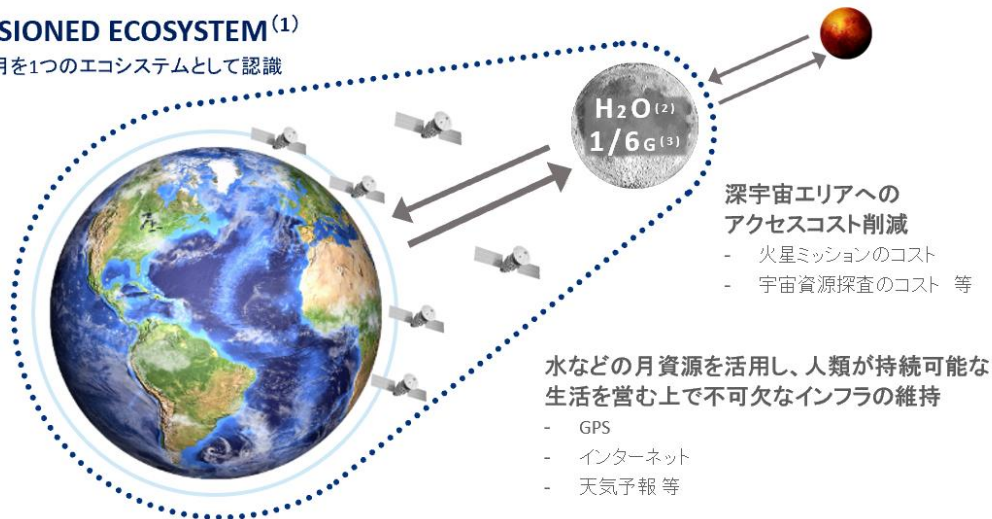 SIONED ECOSYSTEM(1)
月を1つのエコシステムとして認識
H2O(2)
1/6G(3)
深宇宙エリアへの
アクセスコスト削減
- 火星ミッションのコスト
- 宇宙資源探査のコスト 等
水などの月資源を活用し、人類が持続可能な
生活を営む上で不可欠なインフラの維持
- GPS
- インターネット
- 天気予報 等